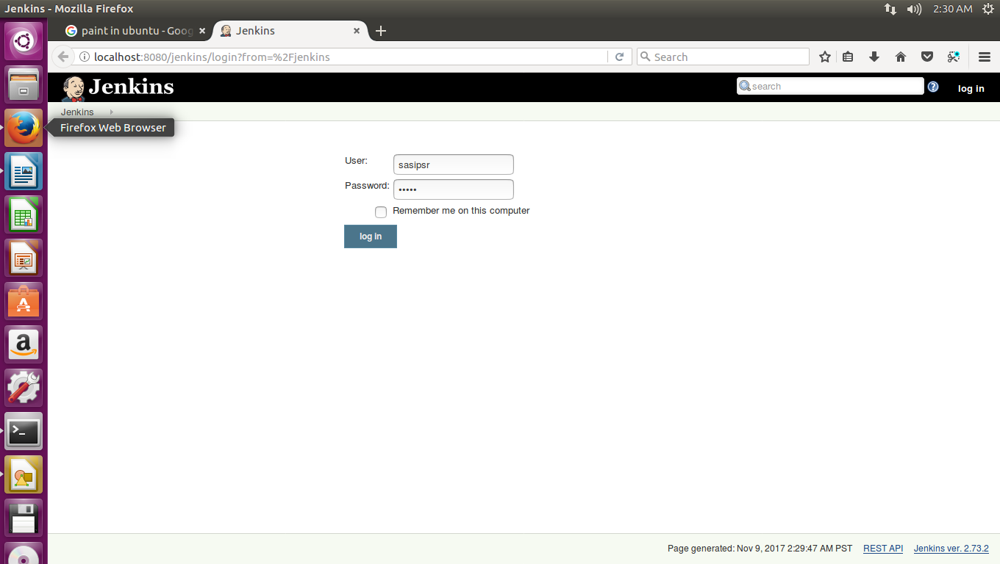 Jenkins - Mozilla Firefox
2:30 AM
paint in ubuntu - Goog
Jenkins
localhost:8080/jenkins/login?from=%2Fjenkins
Search
Jenkins
search
log in
Jenkins
Firefox Web Browser
User:
sasipsr
Password:
•••••
Remember me on this computer
log in
Page generated: Nov 9, 2017 2:29:47 AM PST REST API Jenkins ver. 2.73.2